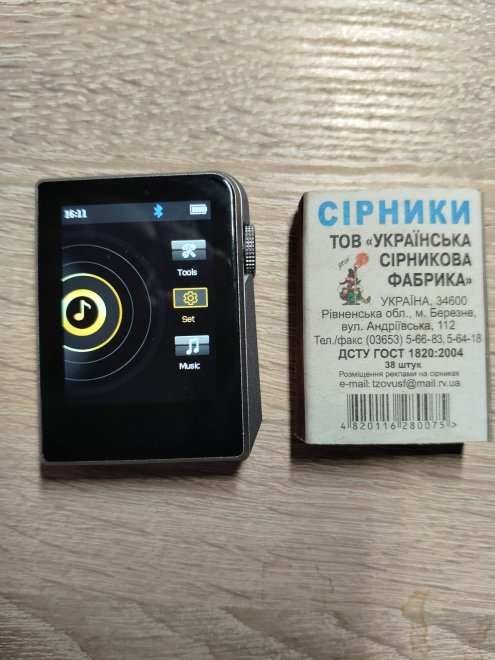 16:11
Tools
Set
Music
СІРНИКИ
ТОВ «УКРАЇНСЬКА
СІРНИКОВА
ФАБРИКА»
УКРАЇНА, 34600
Рівненська обл., м. Березне,
вул. Андріївська, 112
Тел./факс (03653) 5-66-83, 5-64-18
ДСТУ ГОСТ 1820:2004
38 штук
Розміщення реклами на сірниках
e-mail: tzovusf@mail.rv.ua
4 820116 280075 >